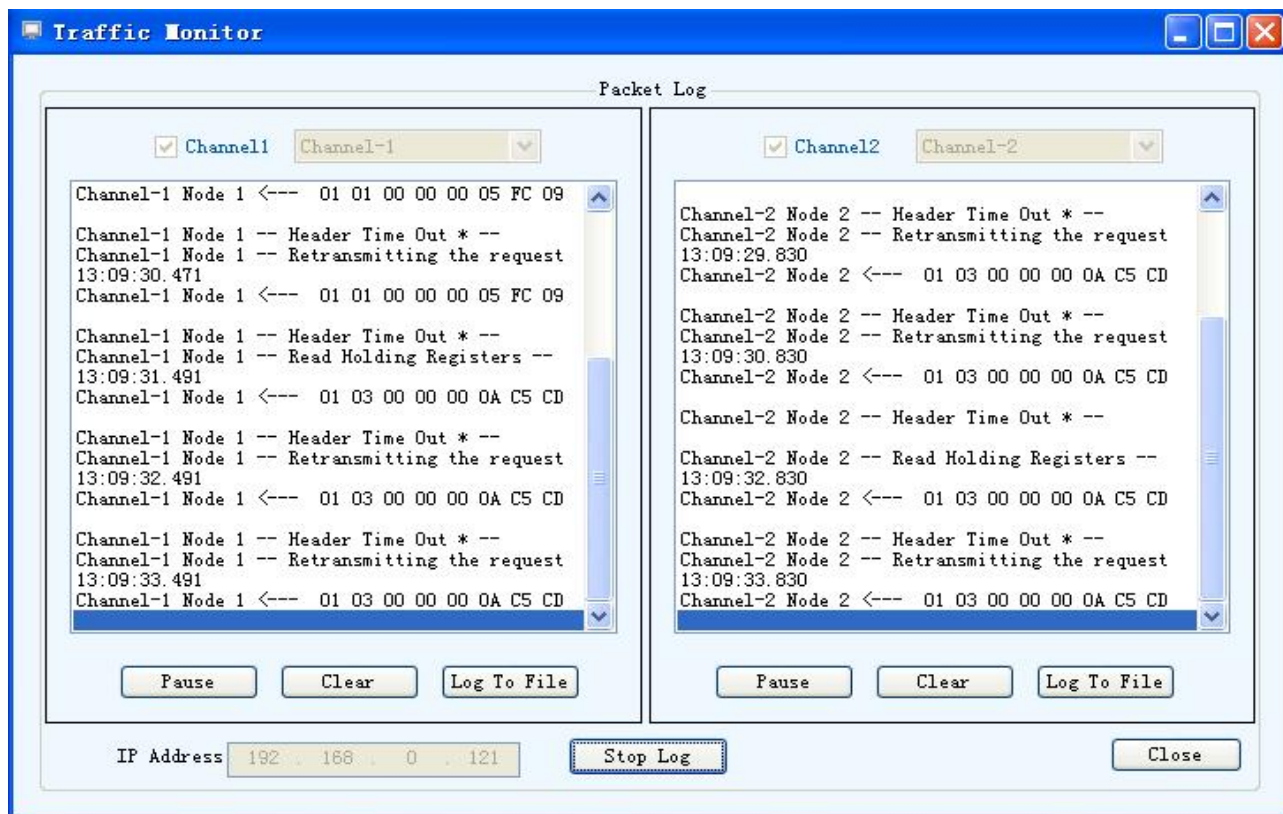 Traffic Monitor
Packet Log
Channel1 Channel-1
Channel-1 Node 1 <--- 01 01 00 00 00 05 FC 09
Channel-1 Node 1 -- Header Time Out * --
Channel-1 Node 1 -- Retransmitting the request
13:09:30.471
Channel-1 Node 1 <--- 01 01 00 00 00 05 FC 09
Channel-1 Node 1 -- Header Time Out * --
Channel-1 Node 1 -- Read Holding Registers --
13:09:31.491
Channel-1 Node 1 <--- 01 03 00 00 00 0A C5 CD
Channel-1 Node 1 -- Header Time Out * --
Channel-1 Node 1 -- Retransmitting the request
13:09:32.491
Channel-1 Node 1 <--- 01 03 00 00 00 0A C5 CD
Channel-1 Node 1 -- Header Time Out * --
Channel-1 Node 1 -- Retransmitting the request
13:09:33.491
Channel-1 Node 1 <--- 01 03 00 00 00 0A C5 CD
Pause Clear Log To File
Channel2 Channel-2
Channel-2 Node 2 -- Header Time Out * --
Channel-2 Node 2 -- Retransmitting the request
13:09:29.830
Channel-2 Node 2 <--- 01 03 00 00 00 0A C5 CD
Channel-2 Node 2 -- Header Time Out * --
Channel-2 Node 2 -- Retransmitting the request
13:09:30.830
Channel-2 Node 2 <--- 01 03 00 00 00 0A C5 CD
Channel-2 Node 2 -- Header Time Out * --
Channel-2 Node 2 -- Read Holding Registers --
13:09:32.830
Channel-2 Node 2 <--- 01 03 00 00 00 0A C5 CD
Channel-2 Node 2 -- Header Time Out * --
Channel-2 Node 2 -- Retransmitting the request
13:09:33.830
Channel-2 Node 2 <--- 01 03 00 00 00 0A C5 CD
Pause Clear Log To File
IP Address 192 . 168 . 0 . 121 Stop Log Close